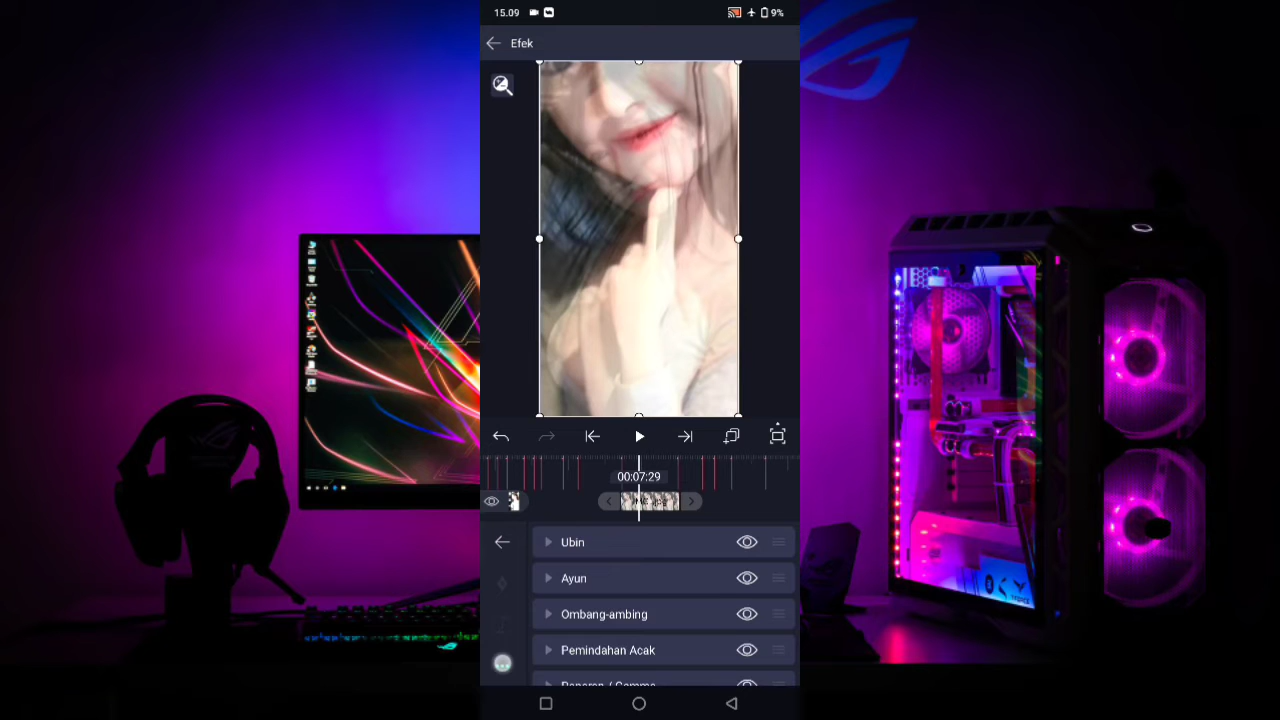 15.09
9%
Efek
00:07:29
Ubin
Ayun
Ombang-ambing
Pemindahan Acak